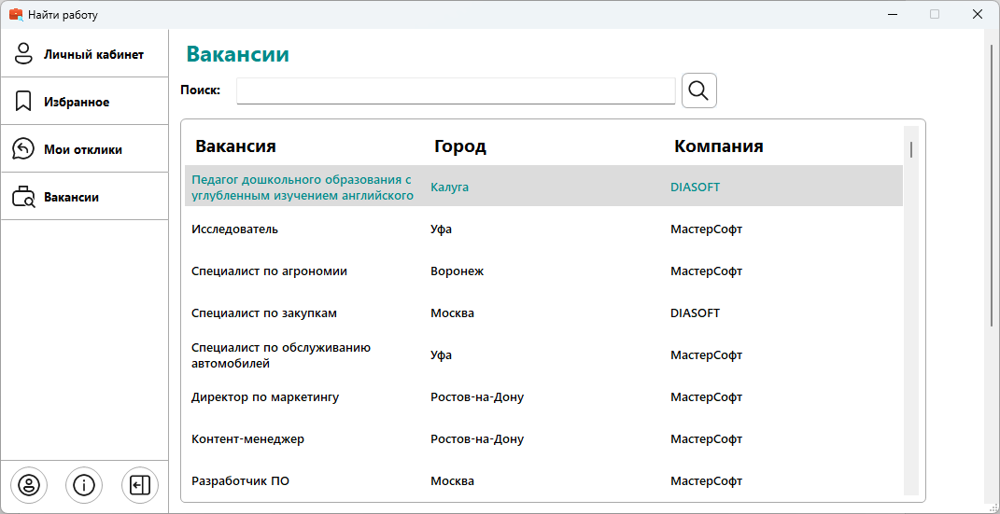 Найти работу
Личный кабинет
Избранное
Мои отклики
Вакансии
Вакансии
Поиск:
Вакансия Город Компания
Педагог дошкольного образования с
углубленным изучением английского Калуга DIASOFT
Исследователь Уфа МастерСофт
Специалист по агрономии Воронеж МастерСофт
Специалист по закупкам Москва DIASOFT
Специалист по обслуживанию
автомобилей Уфа МастерСофт
Директор по маркетингу Ростов-на-Дону МастерСофт
Контент-менеджер Ростов-на-Дону МастерСофт
Разработчик ПО Москва МастерСофт